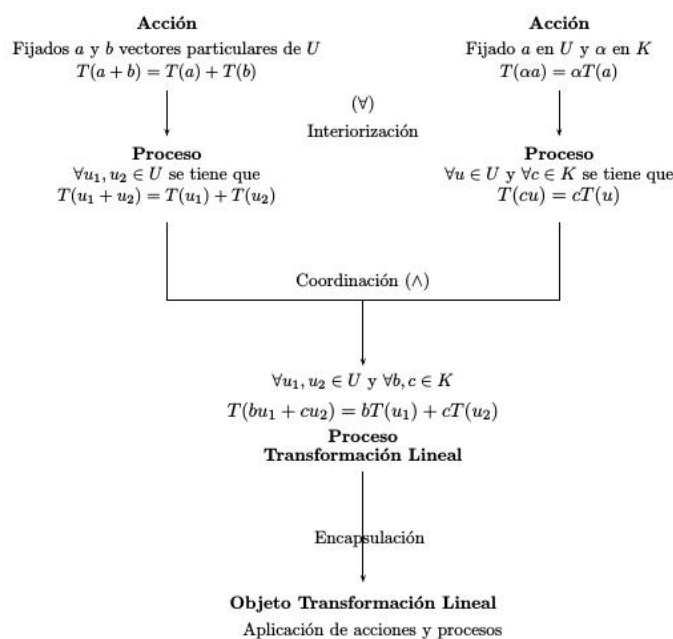 Acción
Fijados a y b vectores particulares de U
T(a + b) = T(a) + T(b)
Acción
Fijado a en U y α en K
T(αa) = αT(a)
(∀)
Interiorización
Proceso
∀u₁, u₂ ∈ U se tiene que
T(u₁ + u₂) = T(u₁) + T(u₂)
Proceso
∀u ∈ U y ∀c ∈ K se tiene que
T(cu) = cT(u)
Coordinación (∧)
∀u₁, u₂ ∈ U y ∀b, c ∈ K
T(bu₁ + cu₂) = bT(u₁) + cT(u₂)
Proceso
Transformación Lineal
Encapsulación
Objeto Transformación Lineal
Aplicación de acciones y procesos